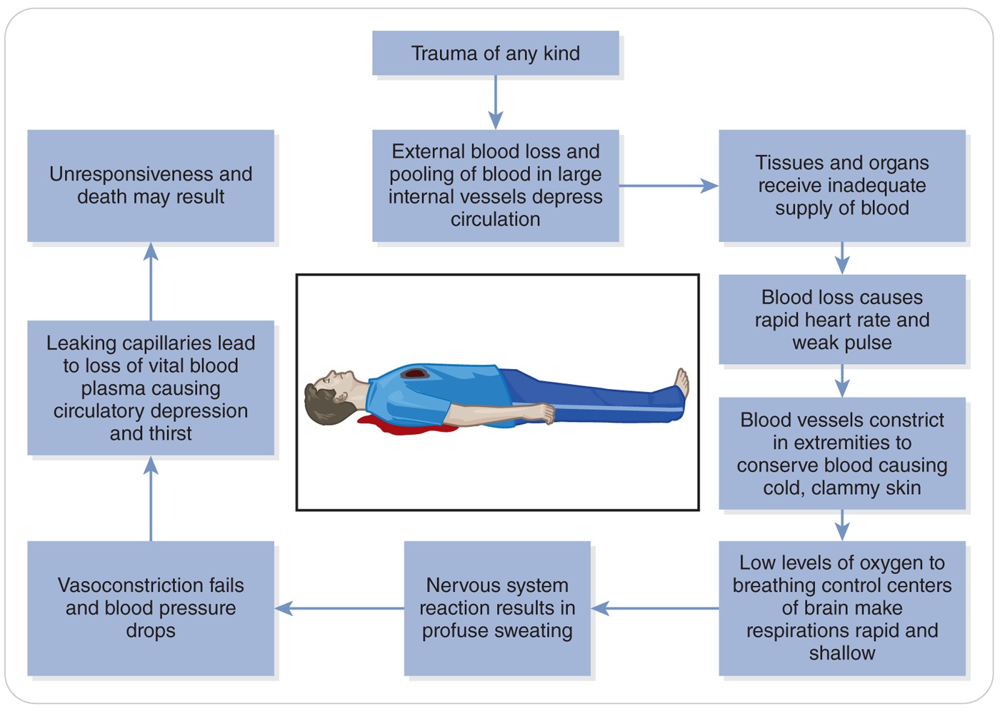 Trauma of any kind
External blood loss and
pooling of blood in large
internal vessels depress
circulation
Tissues and organs
receive inadequate
supply of blood
Blood loss causes
rapid heart rate and
weak pulse
Blood vessels constrict
in extremities to
conserve blood causing
cold, clammy skin
Low levels of oxygen to
breathing control centers
of brain make
respirations rapid and
shallow
Nervous system
reaction results in
profuse sweating
Vasoconstriction fails
and blood pressure
drops
Leaking capillaries lead
to loss of vital blood
plasma causing
circulatory depression
and thirst
Unresponsiveness and
death may result